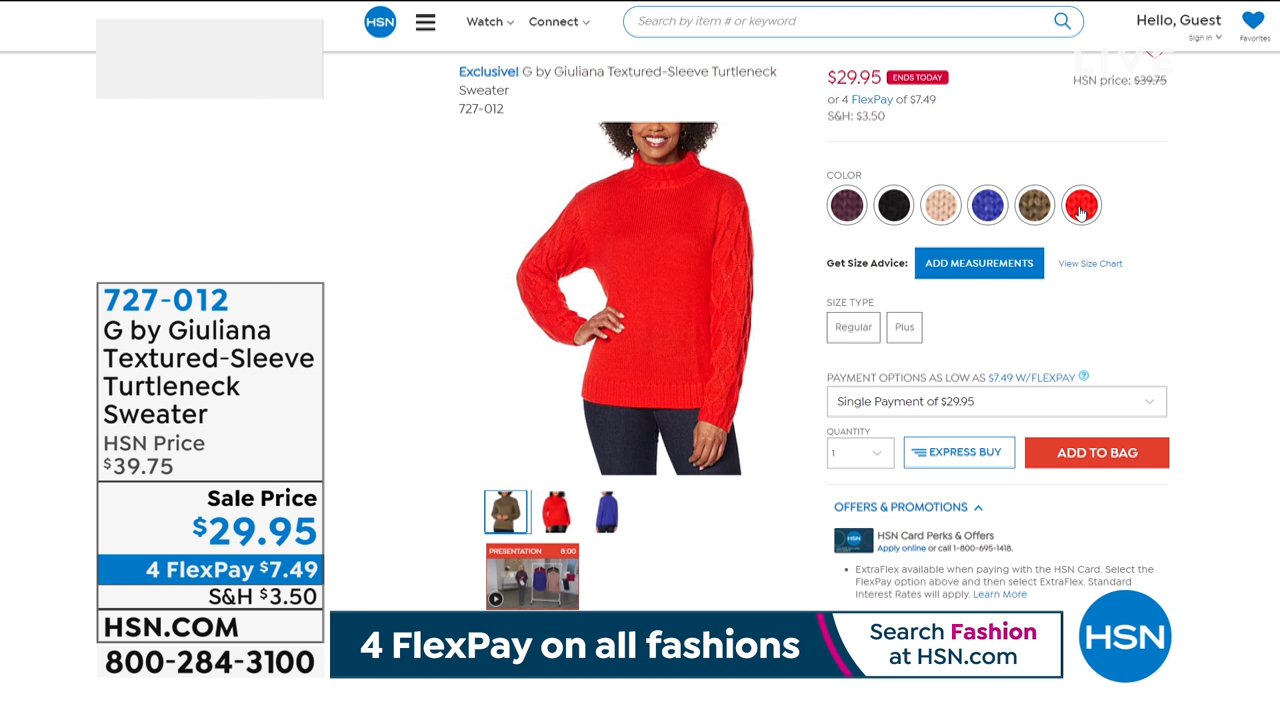 HSN
Watch
Connect
Search by item # or keyword
Hello, Guest
Sign In
Favorites
LIVE
Exclusive! G by Giuliana Textured-Sleeve Turtleneck
Sweater
727-012
$29.95 ENDS TODAY
HSN price: $39.75
or 4 FlexPay of $7.49
S&H: $3.50
COLOR
Get Size Advice: ADD MEASUREMENTS View Size Chart
SIZE TYPE
Regular Plus
PAYMENT OPTIONS AS LOW AS $7.49 W/FLEXPAY ?
Single Payment of $29.95
QUANTITY
1 EXPRESS BUY ADD TO BAG
OFFERS & PROMOTIONS
HSN
HSN Card Perks & Offers
Apply online or call 1-800-695-1418.
• ExtraFlex available when paying with the HSN Card. Select the
FlexPay option above and then select ExtraFlex. Standard
Interest Rates will apply. Learn More
PRESENTATION 8:00
727-012
G by Giuliana
Textured-Sleeve
Turtleneck
Sweater
HSN Price
$39.75
Sale Price
$29.95
4 FlexPay $7.49
S&H $3.50
HSN.COM
800-284-3100
4 FlexPay on all fashions
Search Fashion
at HSN.com
HSN